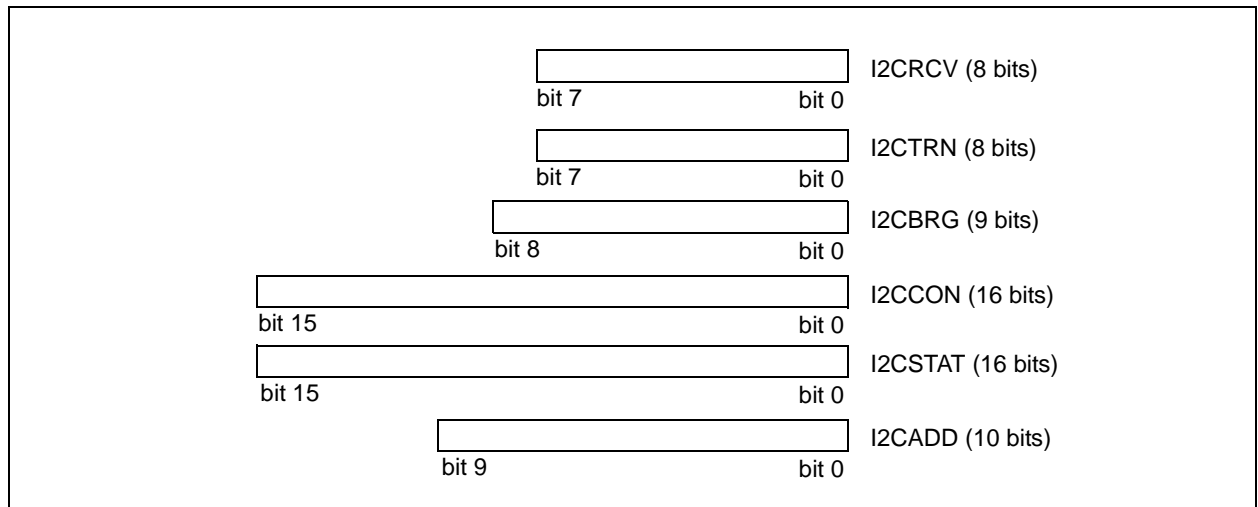 I2CRCV (8 bits)
bit 7 bit 0
I2CTRN (8 bits)
bit 7 bit 0
I2CBRG (9 bits)
bit 8 bit 0
I2CCON (16 bits)
bit 15 bit 0
I2CSTAT (16 bits)
bit 15 bit 0
I2CADD (10 bits)
bit 9 bit 0